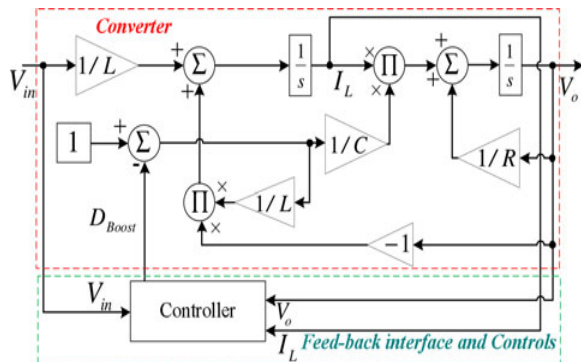 Converter
V_in 1/L + Σ + 1/s I_L × Π × + Σ + 1/s V_o
1 + Σ - 1/C 1/R
Π × × 1/L
D_Boost -1
V_in Controller V_o
I_L Feed-back interface and Controls